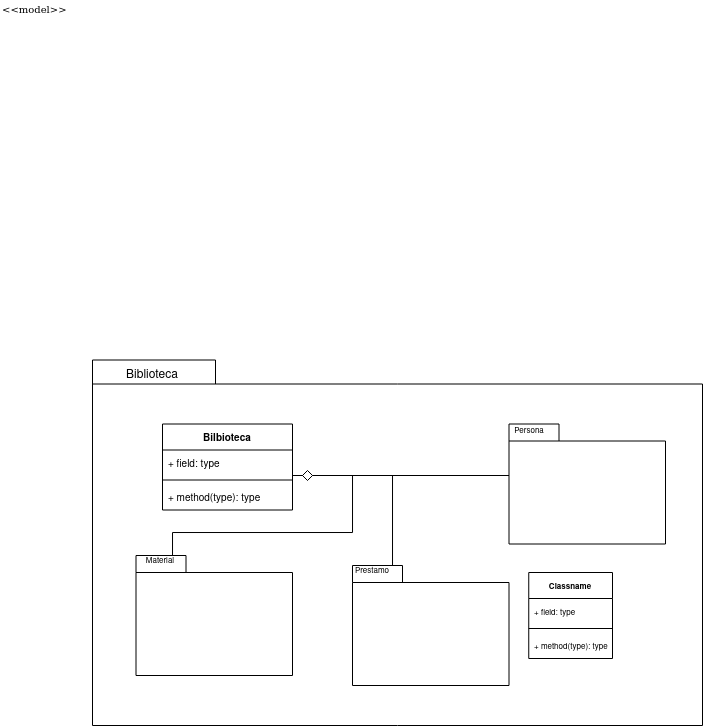 <<model>>
Biblioteca
Bilbioteca
+ field: type
+ method(type): type
Persona
Material
Prestamo
Classname
+ field: type
+ method(type): type